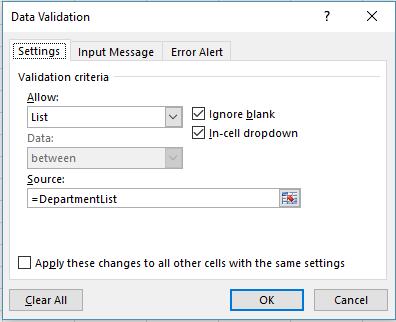 Data Validation ? ×
Settings Input Message Error Alert
Validation criteria
Allow:
List
Ignore blank
In-cell dropdown
Data:
between
Source:
=DepartmentList
Apply these changes to all other cells with the same settings
Clear All OK Cancel